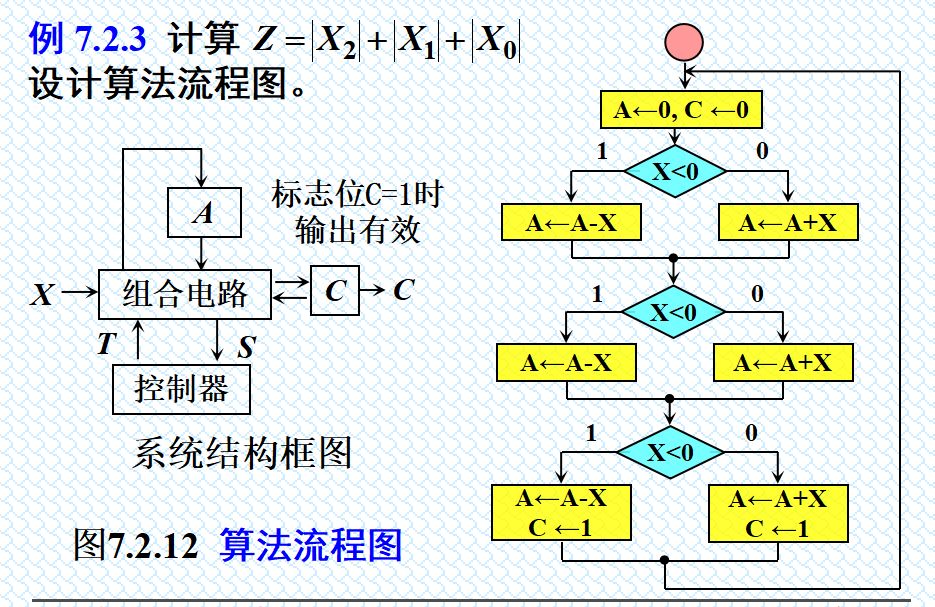 例 7.2.3 计算 Z = |X₂| + |X₁| + |X₀|
设计算法流程图。
A
标志位C=1时
输出有效
X
组合电路
C
C
T
S
控制器
系统结构框图
图7.2.12 算法流程图
A←0, C ←0
1
X<0
0
A←A-X
A←A+X
1
X<0
0
A←A-X
A←A+X
1
X<0
0
A←A-X
C ←1
A←A+X
C ←1